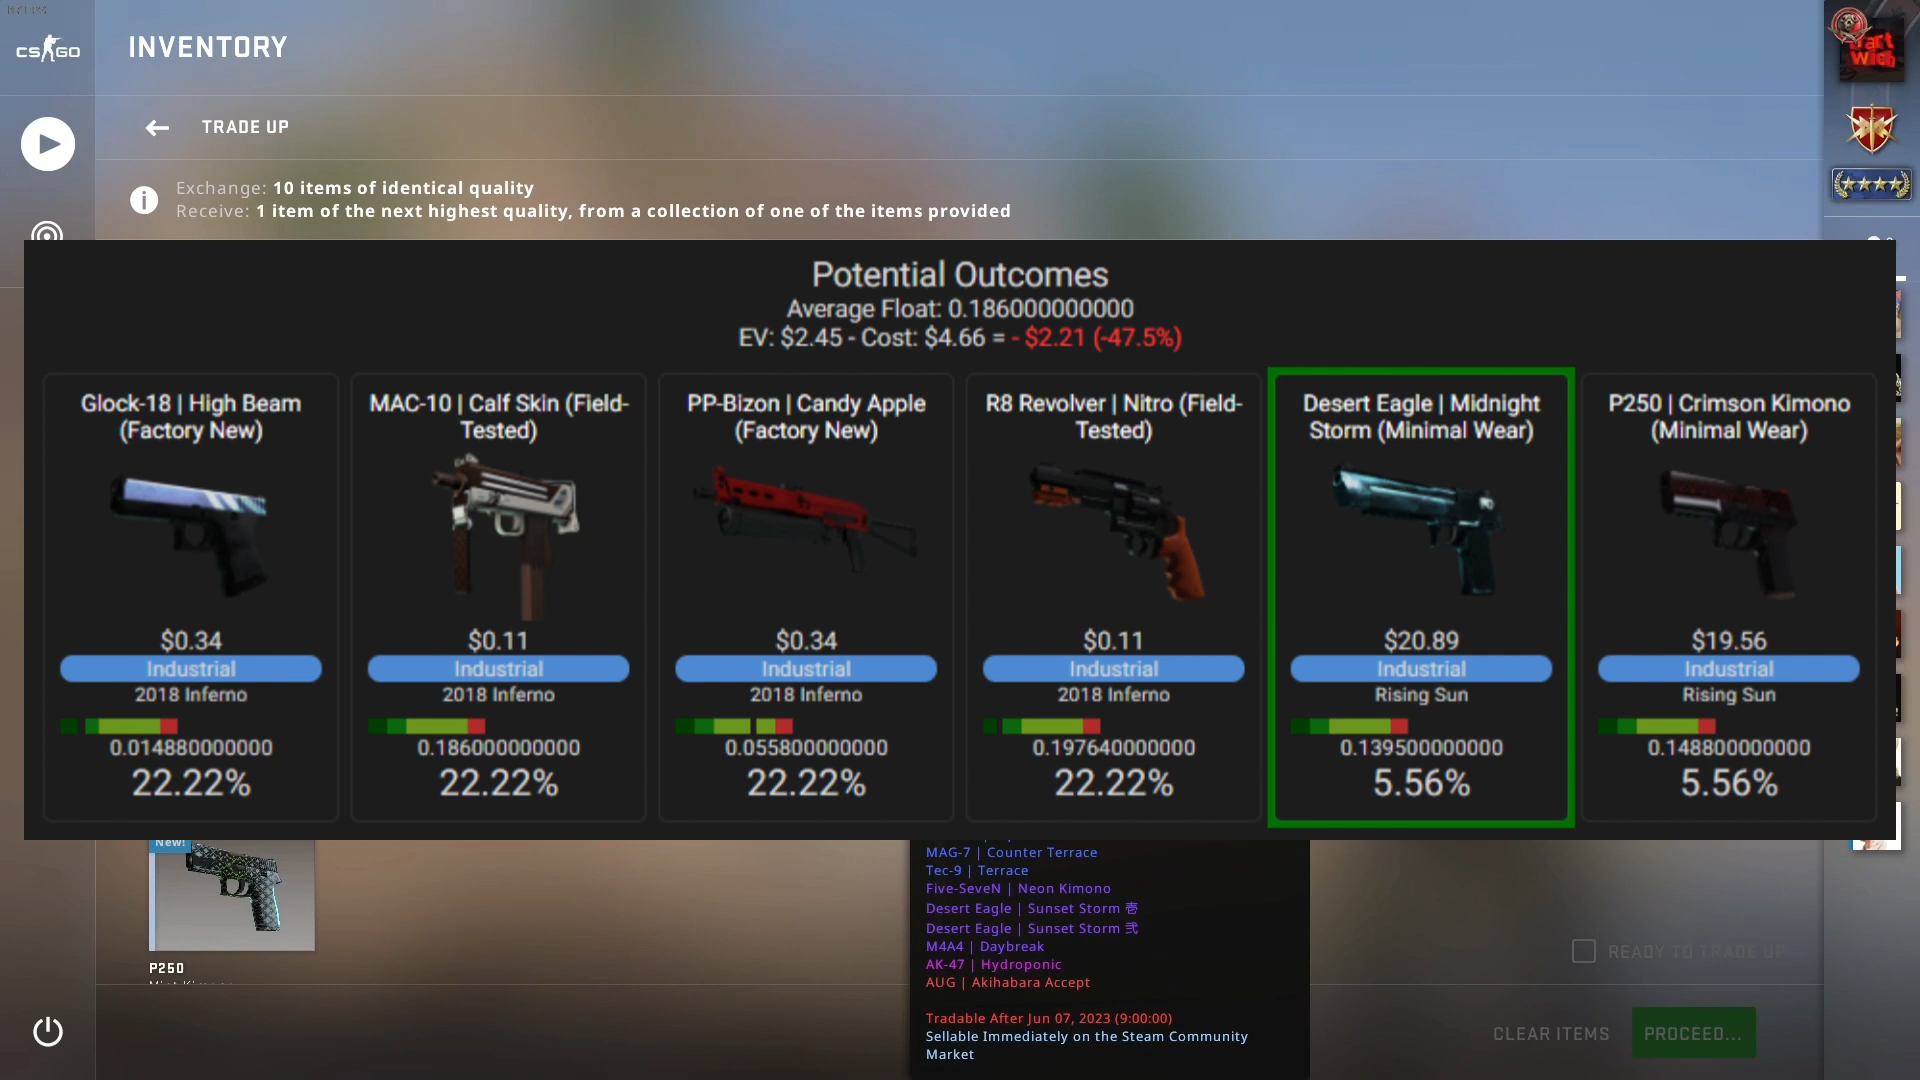 CS GO
INVENTORY
TRADE UP
Exchange: 10 items of identical quality
Receive: 1 item of the next highest quality, from a collection of one of the items provided
Potential Outcomes
Average Float: 0.186000000000
EV: $2.45 - Cost: $4.66 = - $2.21 (-47.5%)
Glock-18 | High Beam
(Factory New)
$0.34
Industrial
2018 Inferno
0.014880000000
22.22%
MAC-10 | Calf Skin (Field-
Tested)
$0.11
Industrial
2018 Inferno
0.186000000000
22.22%
PP-Bizon | Candy Apple
(Factory New)
$0.34
Industrial
2018 Inferno
0.055800000000
22.22%
R8 Revolver | Nitro (Field-
Tested)
$0.11
Industrial
2018 Inferno
0.197640000000
22.22%
Desert Eagle | Midnight
Storm (Minimal Wear)
$20.89
Industrial
Rising Sun
0.139500000000
5.56%
P250 | Crimson Kimono
(Minimal Wear)
$19.56
Industrial
Rising Sun
0.148800000000
5.56%
New!
P250
MAG-7 | Counter Terrace
Tec-9 | Terrace
Five-SeveN | Neon Kimono
Desert Eagle | Sunset Storm 壱
Desert Eagle | Sunset Storm 弐
M4A4 | Daybreak
AK-47 | Hydroponic
AUG | Akihabara Accept
Tradable After Jun 07, 2023 (9:00:00)
Sellable Immediately on the Steam Community
Market
READY TO TRADE UP
CLEAR ITEMS
PROCEED...